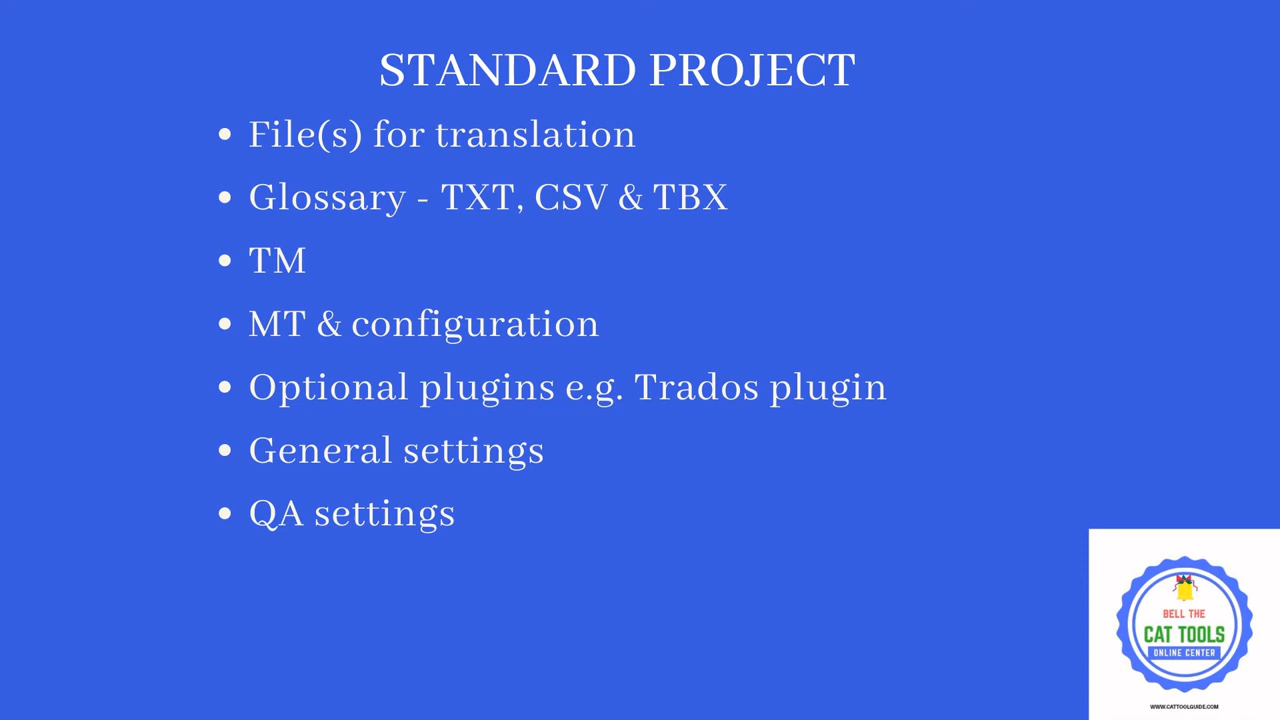 STANDARD PROJECT
• File(s) for translation
• Glossary - TXT, CSV & TBX
• TM
• MT & configuration
• Optional plugins e.g. Trados plugin
• General settings
• QA settings
BELL THE
CAT TOOLS
ONLINE CENTER
WWW.CATTOOLGUIDE.COM